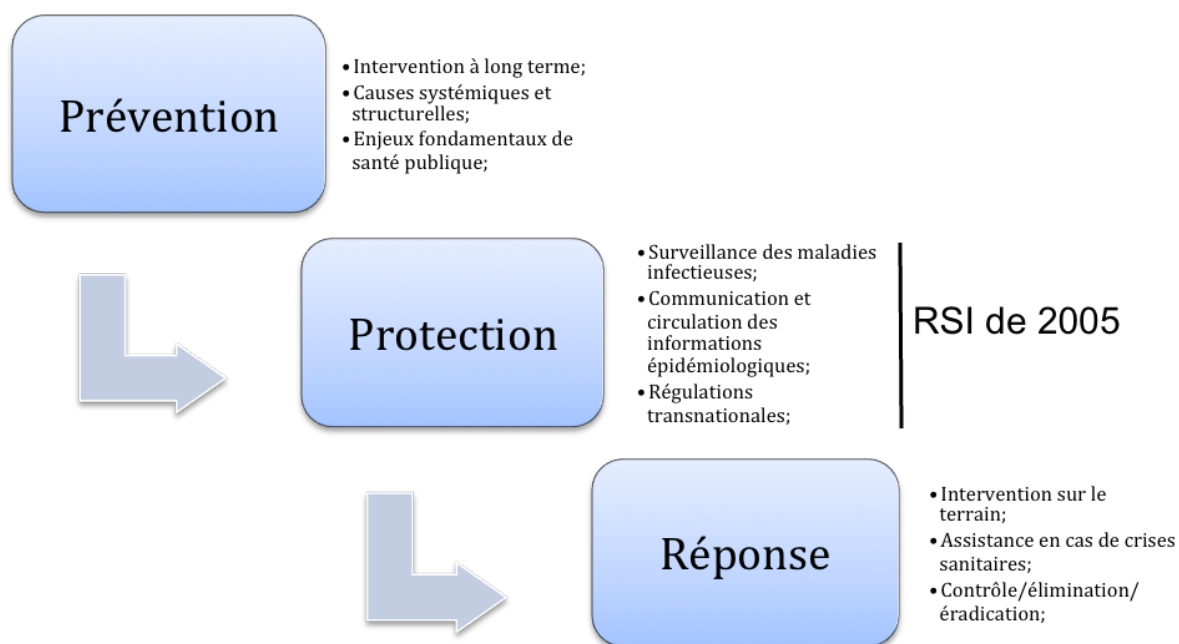 Prévention
• Intervention à long terme;
• Causes systémiques et
structurelles;
• Enjeux fondamentaux de
santé publique;
Protection
• Surveillance des maladies
infectieuses;
• Communication et
circulation des
informations
épidémiologiques;
• Régulations
transnationales;
RSI de 2005
Réponse
• Intervention sur le
terrain;
• Assistance en cas de crises
sanitaires;
• Contrôle/élimination/
éradication;